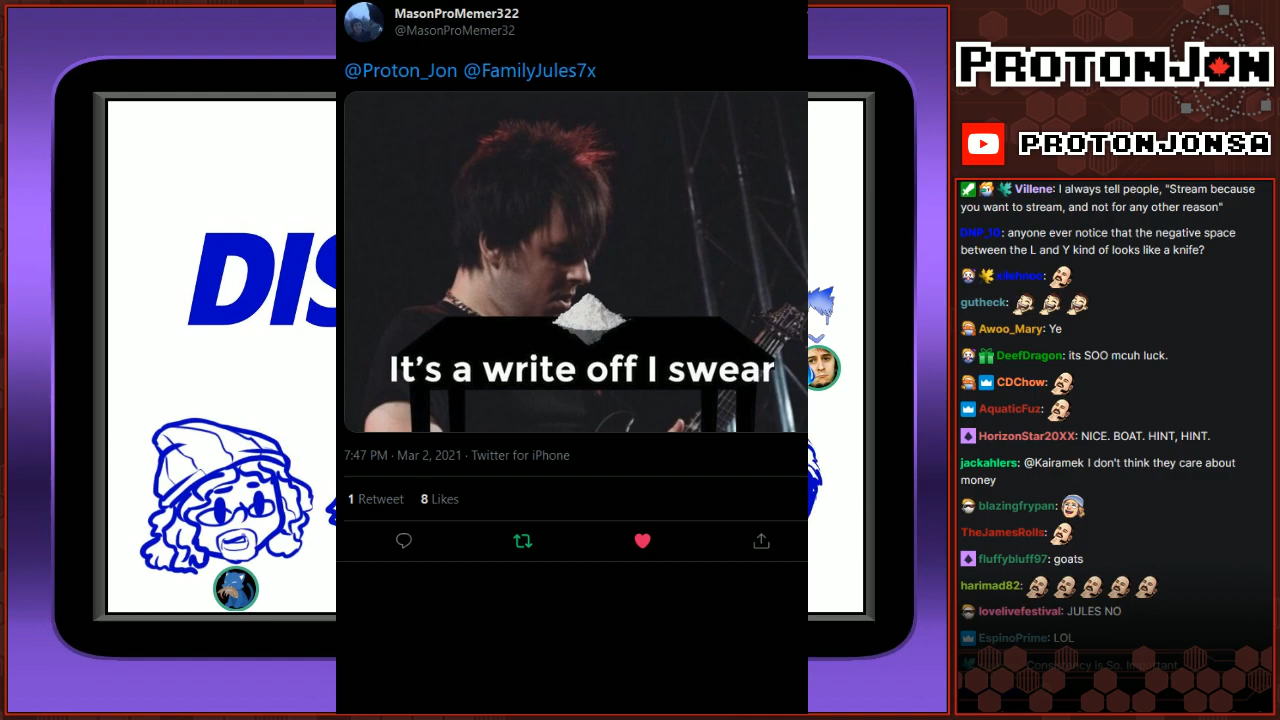 MasonProMemer322
@MasonProMemer32
@Proton_Jon @FamilyJules7x
It's a write off I swear
7:47 PM · Mar 2, 2021 · Twitter for iPhone
1 Retweet 8 Likes
DIS
PROTONJON
PROTONJONSA
Villene: I always tell people, "Stream because
you want to stream, and not for any other reason"
DNP_10: anyone ever notice that the negative space
between the L and Y kind of looks like a knife?
gutheck:
Awoo_Mary: Ye
DeefDragon: its SOO mcuh luck.
CDChow:
AquaticFuz:
HorizonStar20XX: NICE. BOAT. HINT, HINT.
jackahlers: @Kairamek I don't think they care about
money
blazingfrypan:
TheJamesRolls:
fluffybluff97: goats
harimad82:
lovelivefestival: JULES NO
EspinoPrime: LOL
Consistency is So. Important